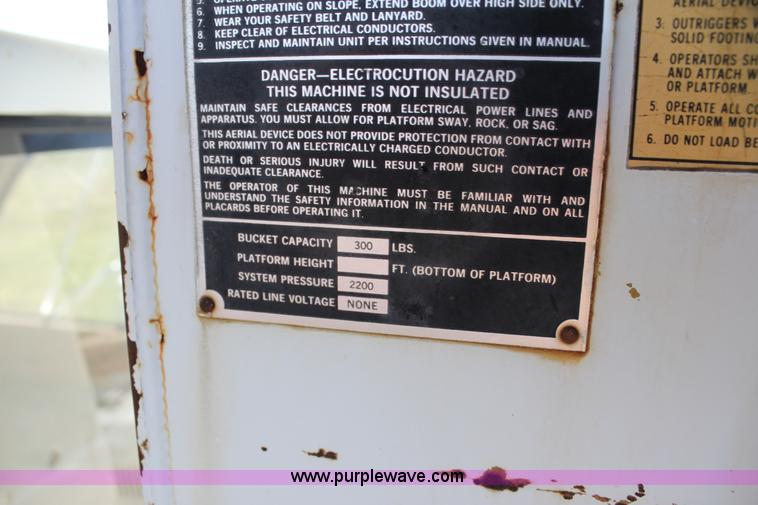 6. WHEN OPERATING ON SLOPE, EXTEND BOOM OVER HIGH SIDE ONLY.
7. WEAR YOUR SAFETY BELT AND LANYARD.
8. KEEP CLEAR OF ELECTRICAL CONDUCTORS.
9. INSPECT AND MAINTAIN UNIT PER INSTRUCTIONS GIVEN IN MANUAL.
DANGER—ELECTROCUTION HAZARD
THIS MACHINE IS NOT INSULATED
MAINTAIN SAFE CLEARANCES FROM ELECTRICAL POWER LINES AND
APPARATUS. YOU MUST ALLOW FOR PLATFORM SWAY, ROCK, OR SAG.
THIS AERIAL DEVICE DOES NOT PROVIDE PROTECTION FROM CONTACT WITH
OR PROXIMITY TO AN ELECTRICALLY CHARGED CONDUCTOR.
DEATH OR SERIOUS INJURY WILL RESULT FROM SUCH CONTACT OR
INADEQUATE CLEARANCE.
THE OPERATOR OF THIS MACHINE MUST BE FAMILIAR WITH AND
UNDERSTAND THE SAFETY INFORMATION IN THE MANUAL AND ON ALL
PLACARDS BEFORE OPERATING IT.
BUCKET CAPACITY 300 LBS.
PLATFORM HEIGHT FT. (BOTTOM OF PLATFORM)
SYSTEM PRESSURE 2200
RATED LINE VOLTAGE NONE
AERIAL DEVIC
3. OUTRIGGERS W
SOLID FOOTING
4. OPERATORS SH
AND ATTACH W
OR PLATFORM.
5. OPERATE ALL CO
PLATFORM MOTI
6. DO NOT LOAD BE
www.purplewave.com